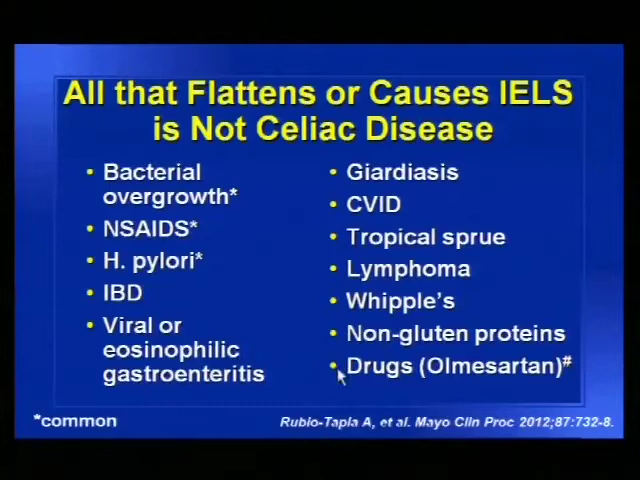 All that Flattens or Causes IELS
is Not Celiac Disease
• Bacterial
overgrowth*
• NSAIDS*
• H. pylori*
• IBD
• Viral or
eosinophilic
gastroenteritis
• Giardiasis
• CVID
• Tropical sprue
• Lymphoma
• Whipple's
• Non-gluten proteins
• Drugs (Olmesartan)#
*common
Rubio-Tapia A, et al. Mayo Clin Proc 2012;87:732-8.